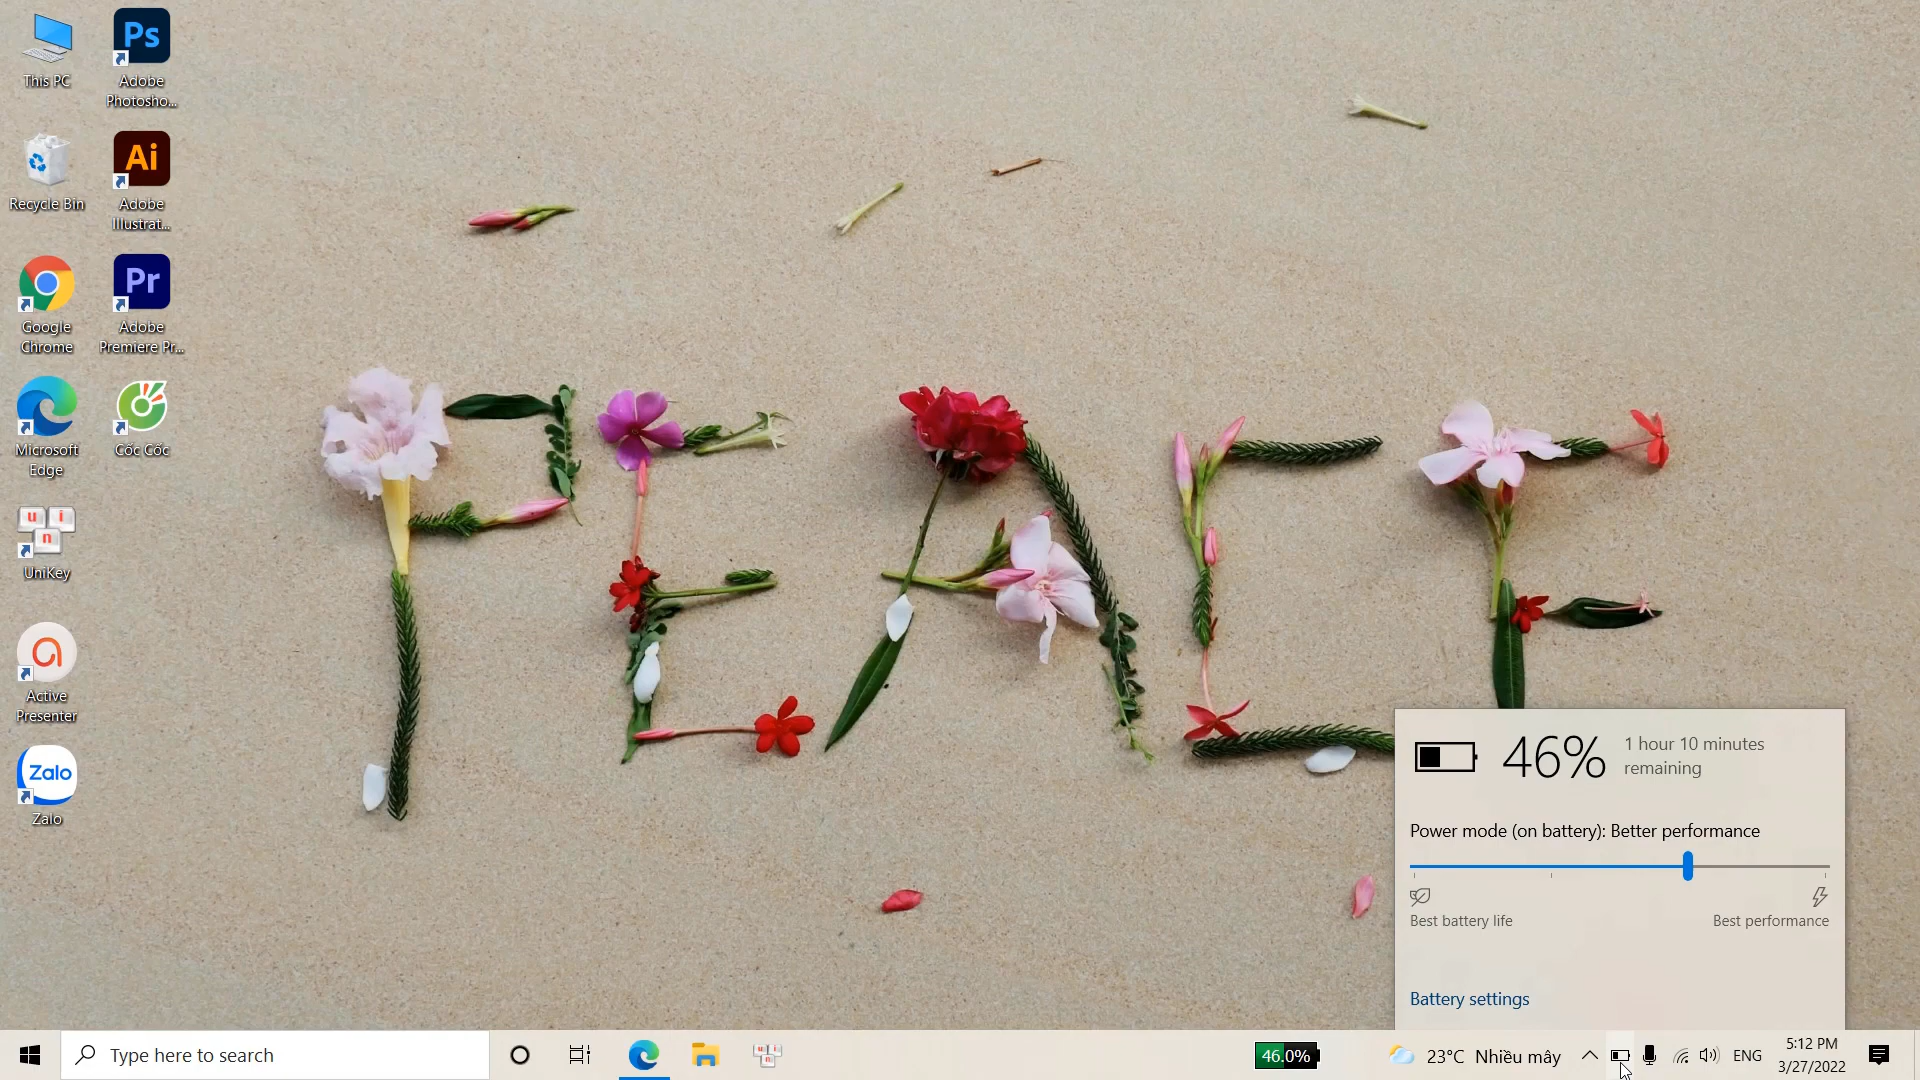 This PC
Ps
Adobe
Photosho...
Recycle Bin
Ai
Adobe
Illustrat...
Google
Chrome
Pr
Adobe
Premiere Pr...
Microsoft
Edge
Cốc Cốc
u i
n
UniKey
Active
Presenter
Zalo
Zalo
PEACE
46%
1 hour 10 minutes
remaining
Power mode (on battery): Better performance
Best battery life
Best performance
Battery settings
Type here to search
u i
n
46.0%
23°C Nhiều mây
ENG
5:12 PM
3/27/2022